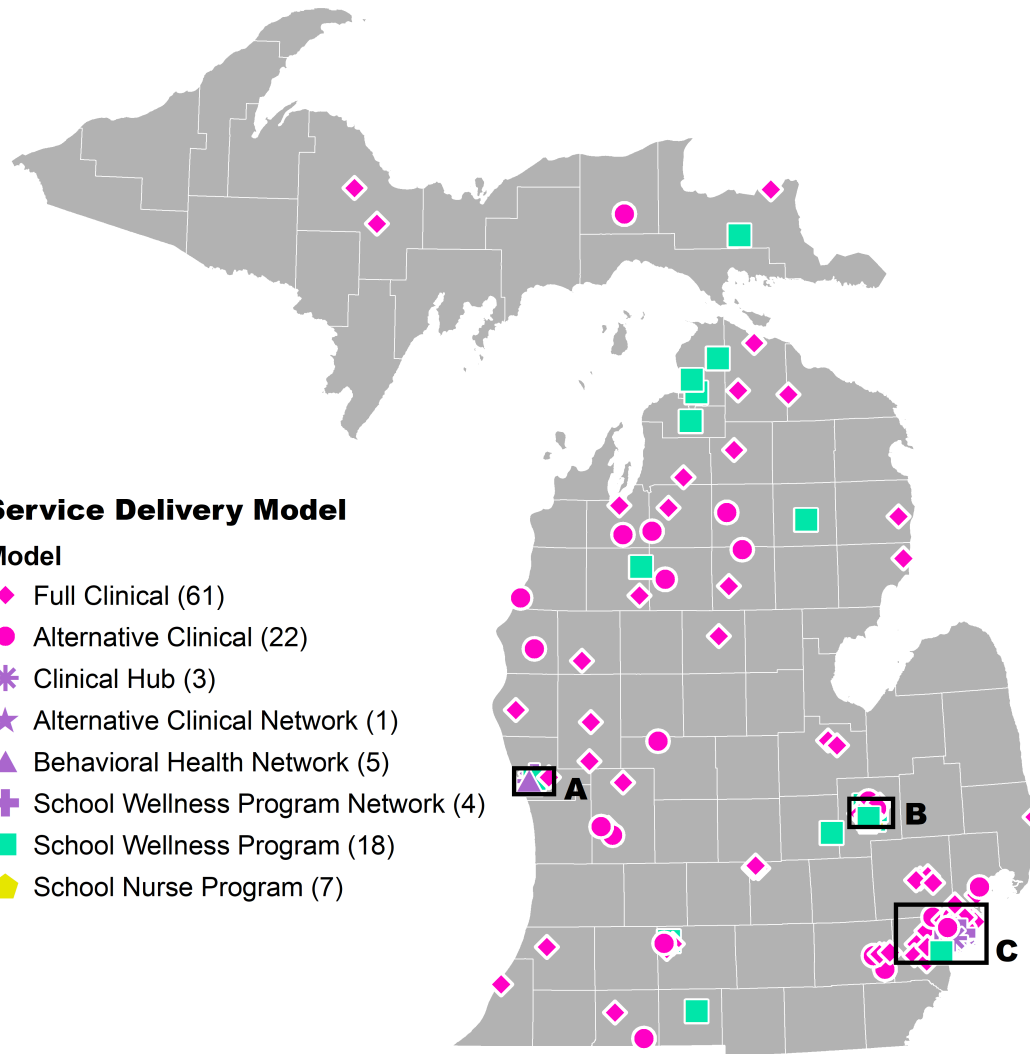 Service Delivery Model
Model
Full Clinical (61)
Alternative Clinical (22)
Clinical Hub (3)
Alternative Clinical Network (1)
Behavioral Health Network (5)
School Wellness Program Network (4)
School Wellness Program (18)
School Nurse Program (7)
A
B
C